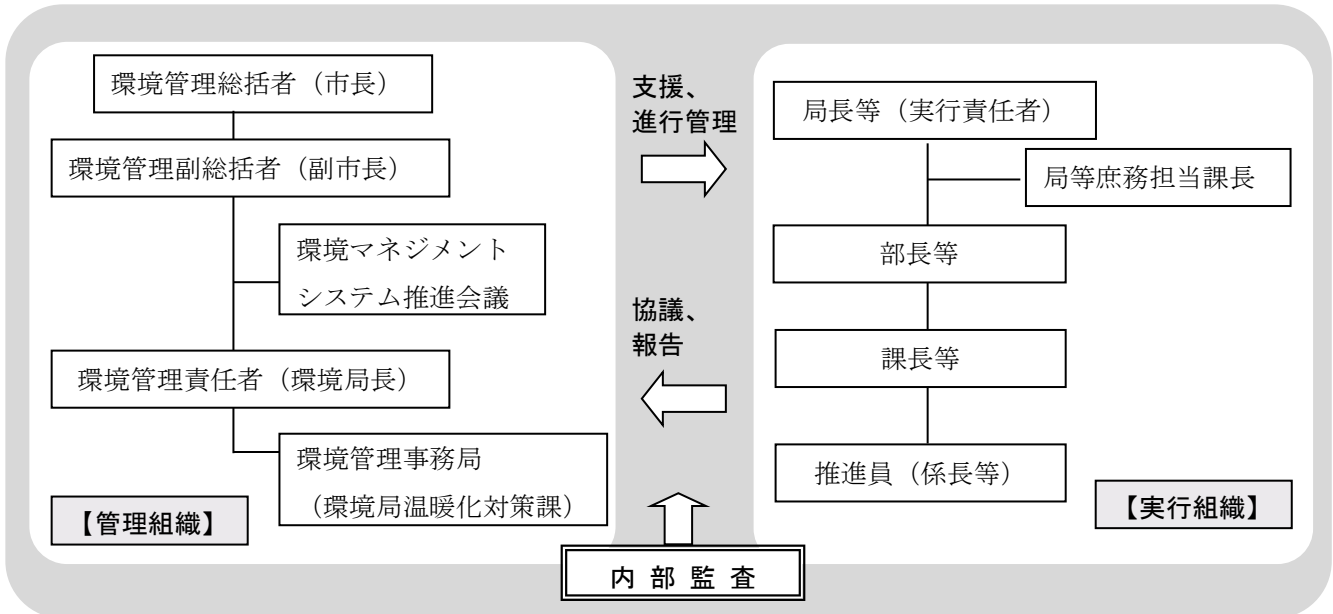 環境管理総括者（市長）
環境管理副総括者（副市長）
環境マネジメント
システム推進会議
環境管理責任者（環境局長）
環境管理事務局
（環境局温暖化対策課）
【管理組織】
支援、
進行管理
協議、
報告
内部監査
局長等（実行責任者）
局等庶務担当課長
部長等
課長等
推進員（係長等）
【実行組織】